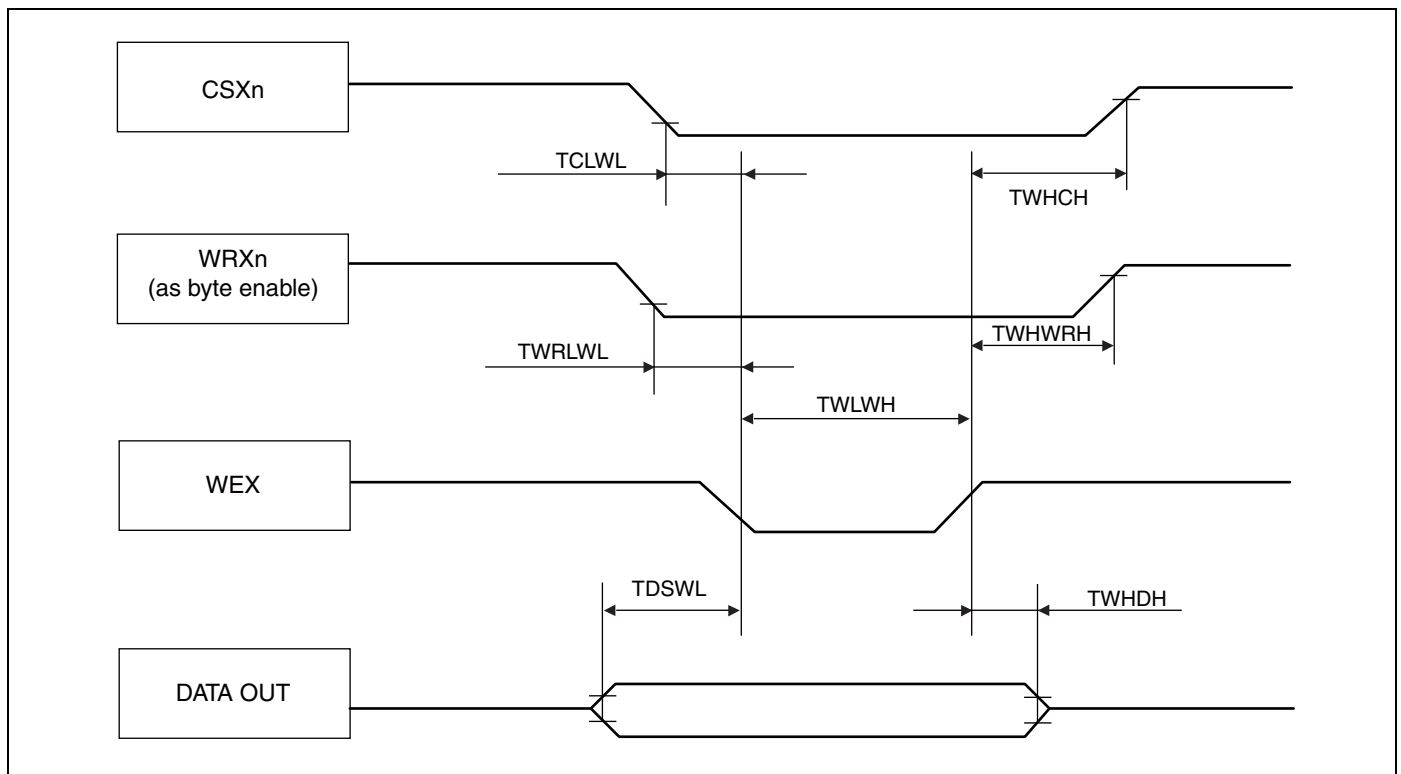 CSXn
TCLWL
TWHCH
WRXn
(as byte enable)
TWHWRH
TWRLWL
TWLWH
WEX
TDSWL
TWHDH
DATA OUT